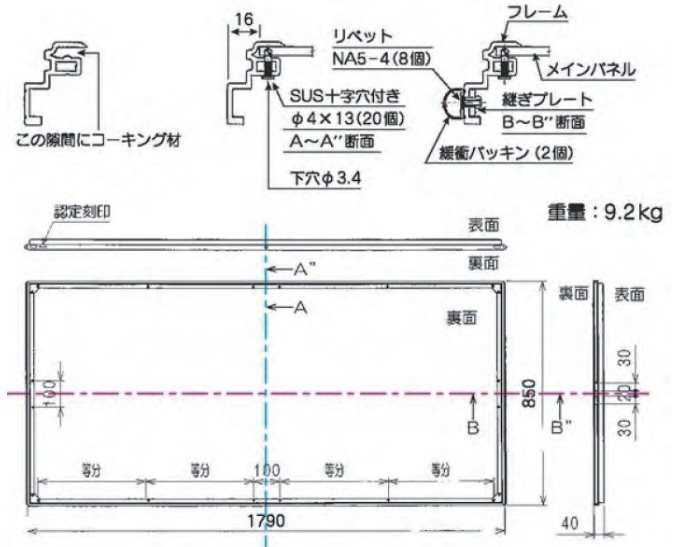 16
リベット
NA5-4(8個)
フレーム
メインパネル
SUS十字穴付き
φ4×13(20個)
A～A''断面
継ぎプレート
B～B''断面
この隙間にコーキング材
緩衝パッキン(2個)
下穴φ3.4
認定刻印
表面
重量：9.2kg
裏面
A''
A
裏面
表面
裏面
30
100
850
20
B
B''
30
等分
等分
100
等分
等分
1790
40